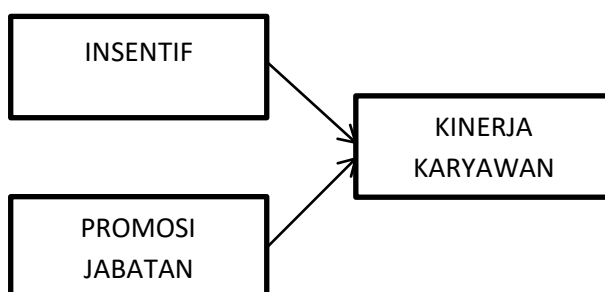 INSENTIF
KINERJA
KARYAWAN
PROMOSI
JABATAN